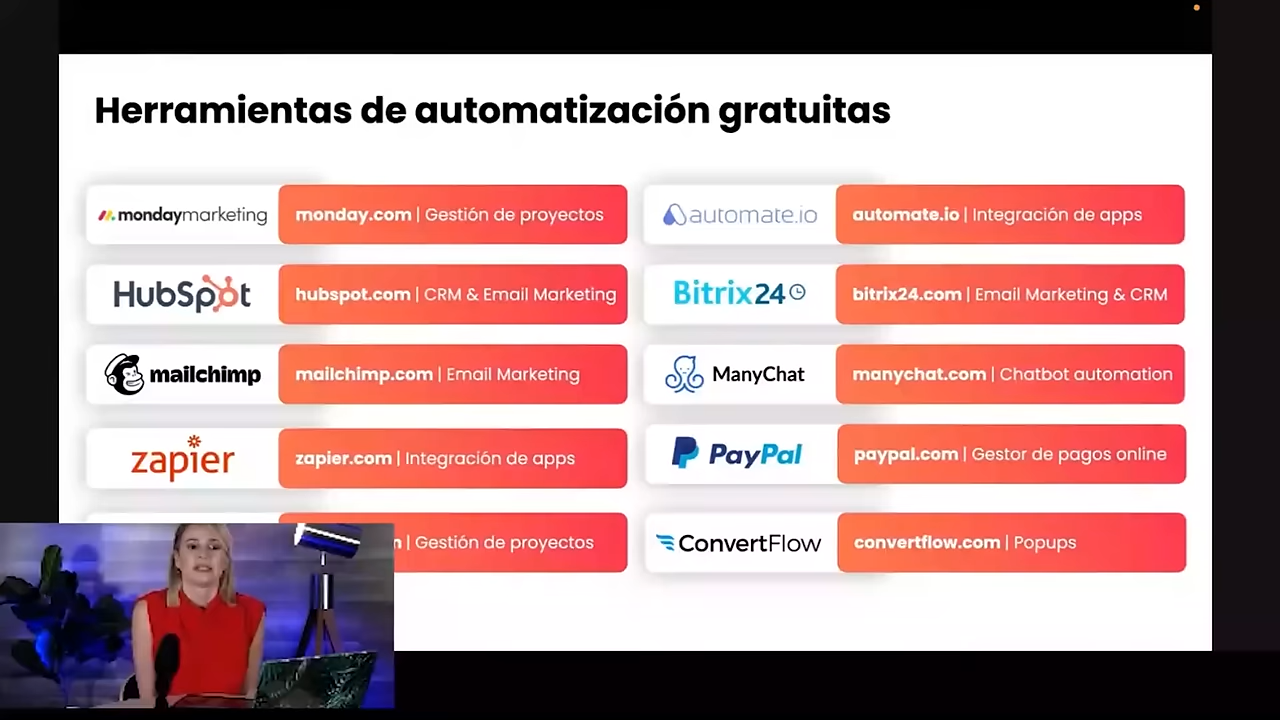 Herramientas de automatización gratuitas
mondaymarketing
monday.com | Gestión de proyectos
automate.io
automate.io | Integración de apps
HubSpot
hubspot.com | CRM & Email Marketing
Bitrix24
bitrix24.com | Email Marketing & CRM
mailchimp
mailchimp.com | Email Marketing
ManyChat
manychat.com | Chatbot automation
zapier
zapier.com | Integración de apps
PayPal
paypal.com | Gestor de pagos online
| Gestión de proyectos
ConvertFlow
convertflow.com | Popups